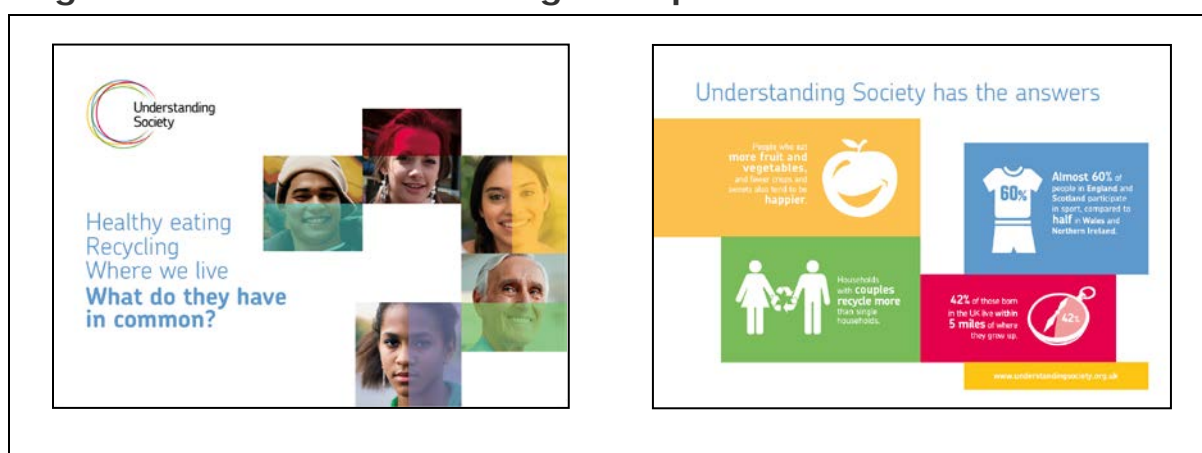 Understanding
Society
Healthy eating
Recycling
Where we live
What do they have
in common?
Understanding Society has the answers
People who eat
more fruit and
vegetables,
and fewer crisps and
sweets also tend to be
happier.
60%
Almost 60% of
people in England and
Scotland participate
in sport, compared to
half in Wales and
Northern Ireland.
Households
with couples
recycle more
than single
households.
42% of those born
in the UK live within
5 miles of where
they grew up.
42%
www.understandingsociety.org.uk